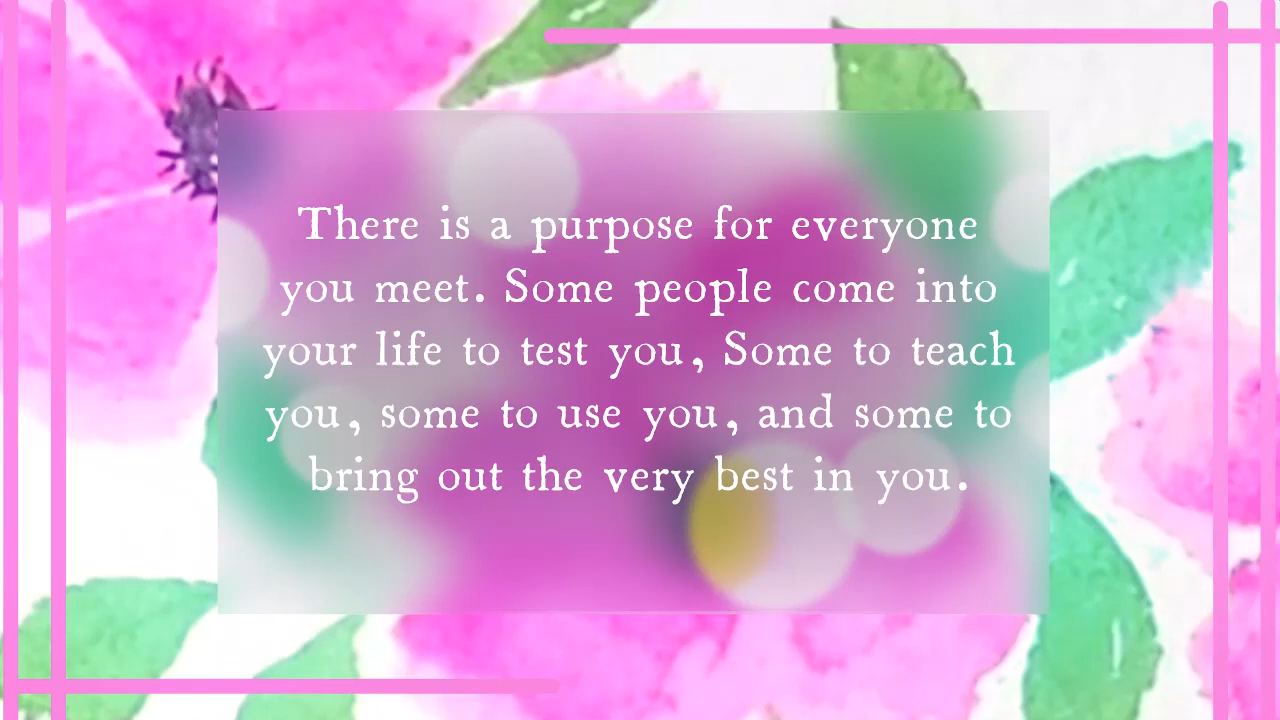 There is a purpose for everyone
you meet. Some people come into
your life to test you, Some to teach
you, some to use you, and some to
bring out the very best in you.